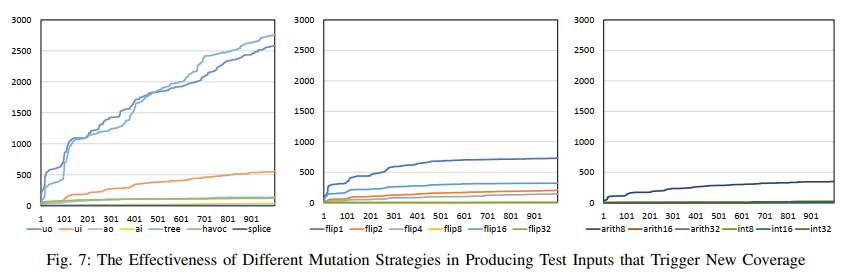 3000 3000 3000
2500 2500 2500
2000 2000 2000
1500 1500 1500
1000 1000 1000
500 500 500
0 0 0
1 101 201 301 401 501 601 701 801 901 1 101 201 301 401 501 601 701 801 901 1 101 201 301 401 501 601 701 801 901
uo ui ao ai tree havoc splice flip1 flip2 flip4 flip8 flip16 flip32 arith8 arith16 arith32 int8 int16 int32
Fig. 7: The Effectiveness of Different Mutation Strategies in Producing Test Inputs that Trigger New Coverage